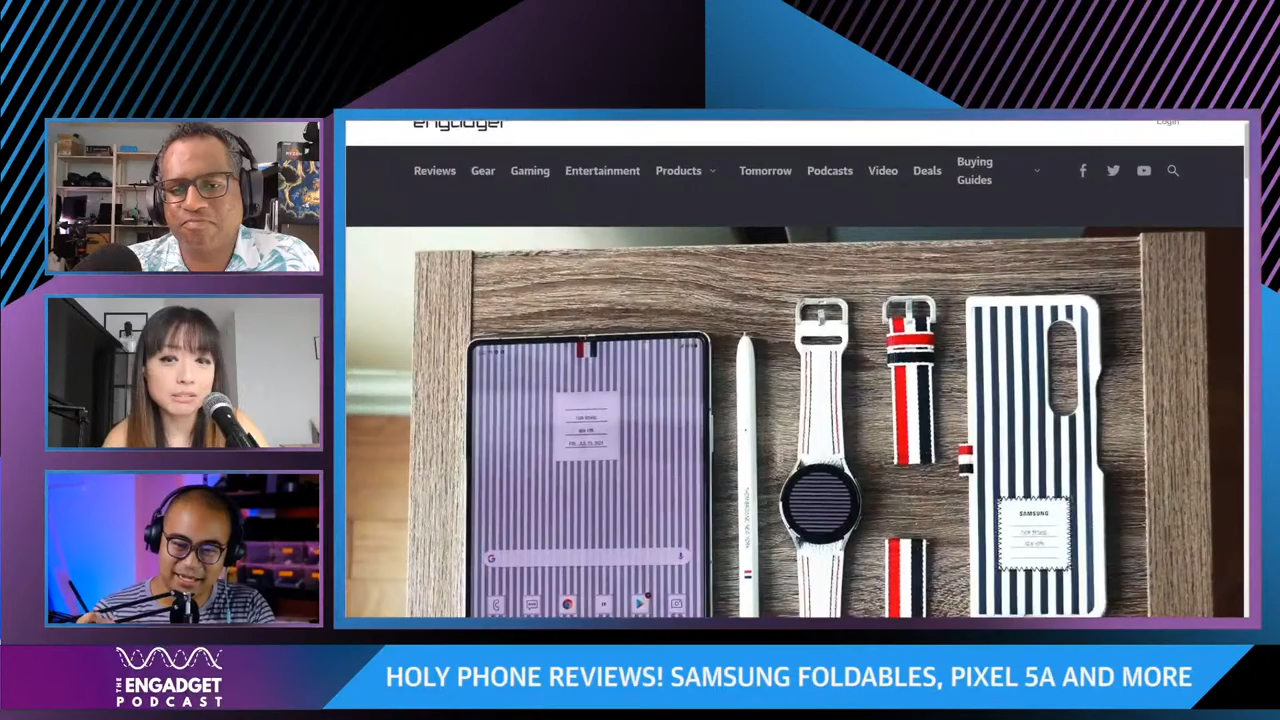 engadget
Login
Reviews Gear Gaming Entertainment Products Tomorrow Podcasts Video Deals Buying Guides
SAMSUNG
THE ENGADGET PODCAST
HOLY PHONE REVIEWS! SAMSUNG FOLDABLES, PIXEL 5A AND MORE